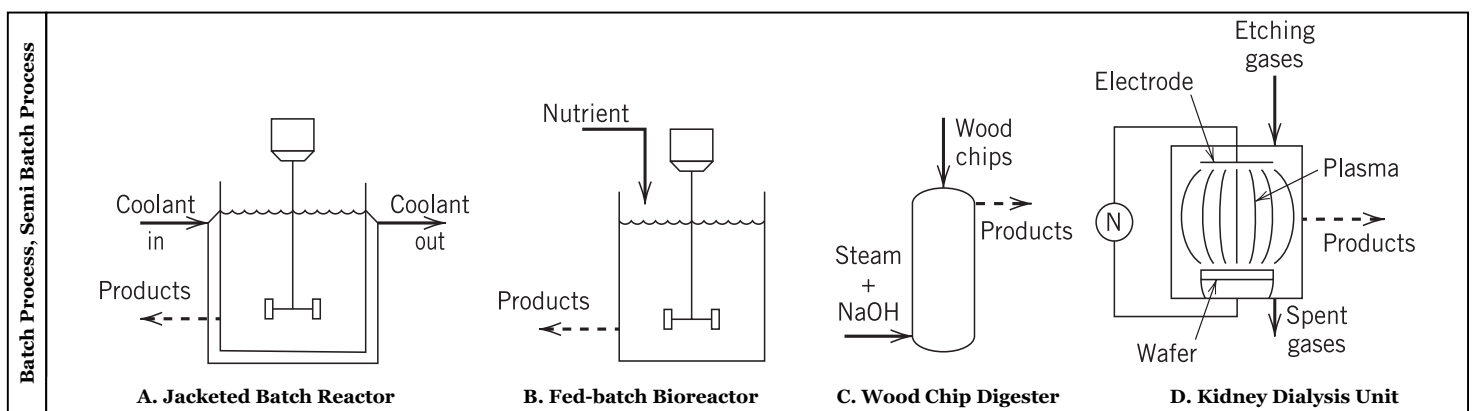 Batch Process, Semi Batch Process
Coolant
in
Coolant
out
Products
A. Jacketed Batch Reactor
Nutrient
Products
B. Fed-batch Bioreactor
Wood
chips
Products
Steam
+
NaOH
C. Wood Chip Digester
Etching
gases
Electrode
Plasma
N
Products
Spent
gases
Wafer
D. Kidney Dialysis Unit